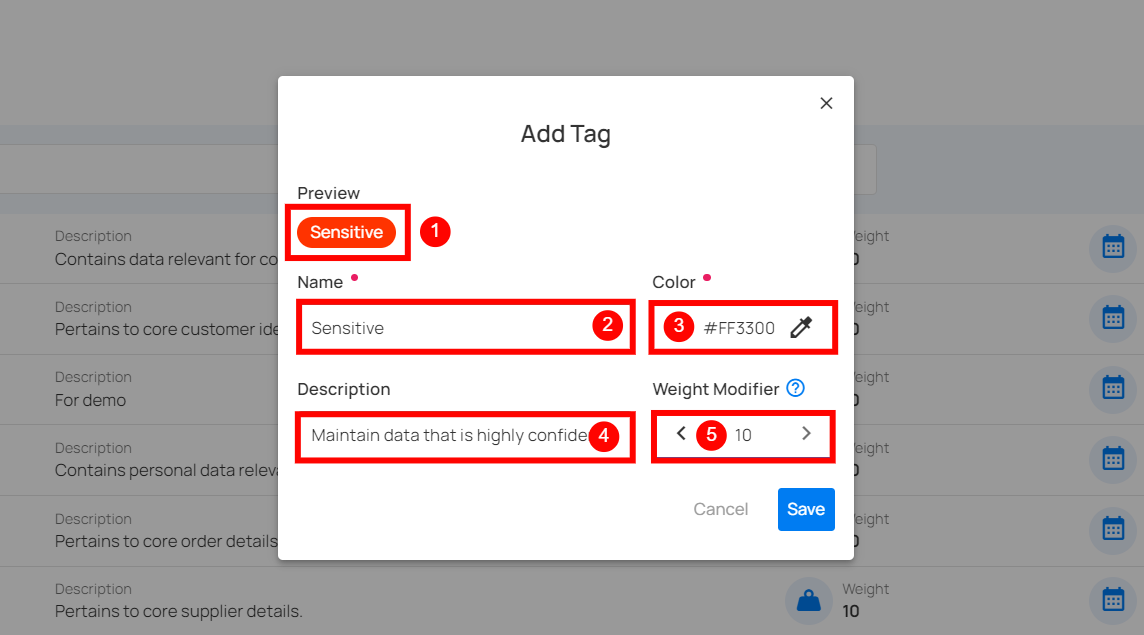 Add Tag
Preview
Sensitive 1
Name Color
Sensitive 2 3 #FF3300
Description Weight Modifier ?
Maintain data that is highly confide 4 5 10
Cancel Save
Description
Contains data relevant for co
Description
Pertains to core customer ide
Description
For demo
Description
Contains personal data releva
Description
Pertains to core order details
Description Weight
Pertains to core supplier details. 10